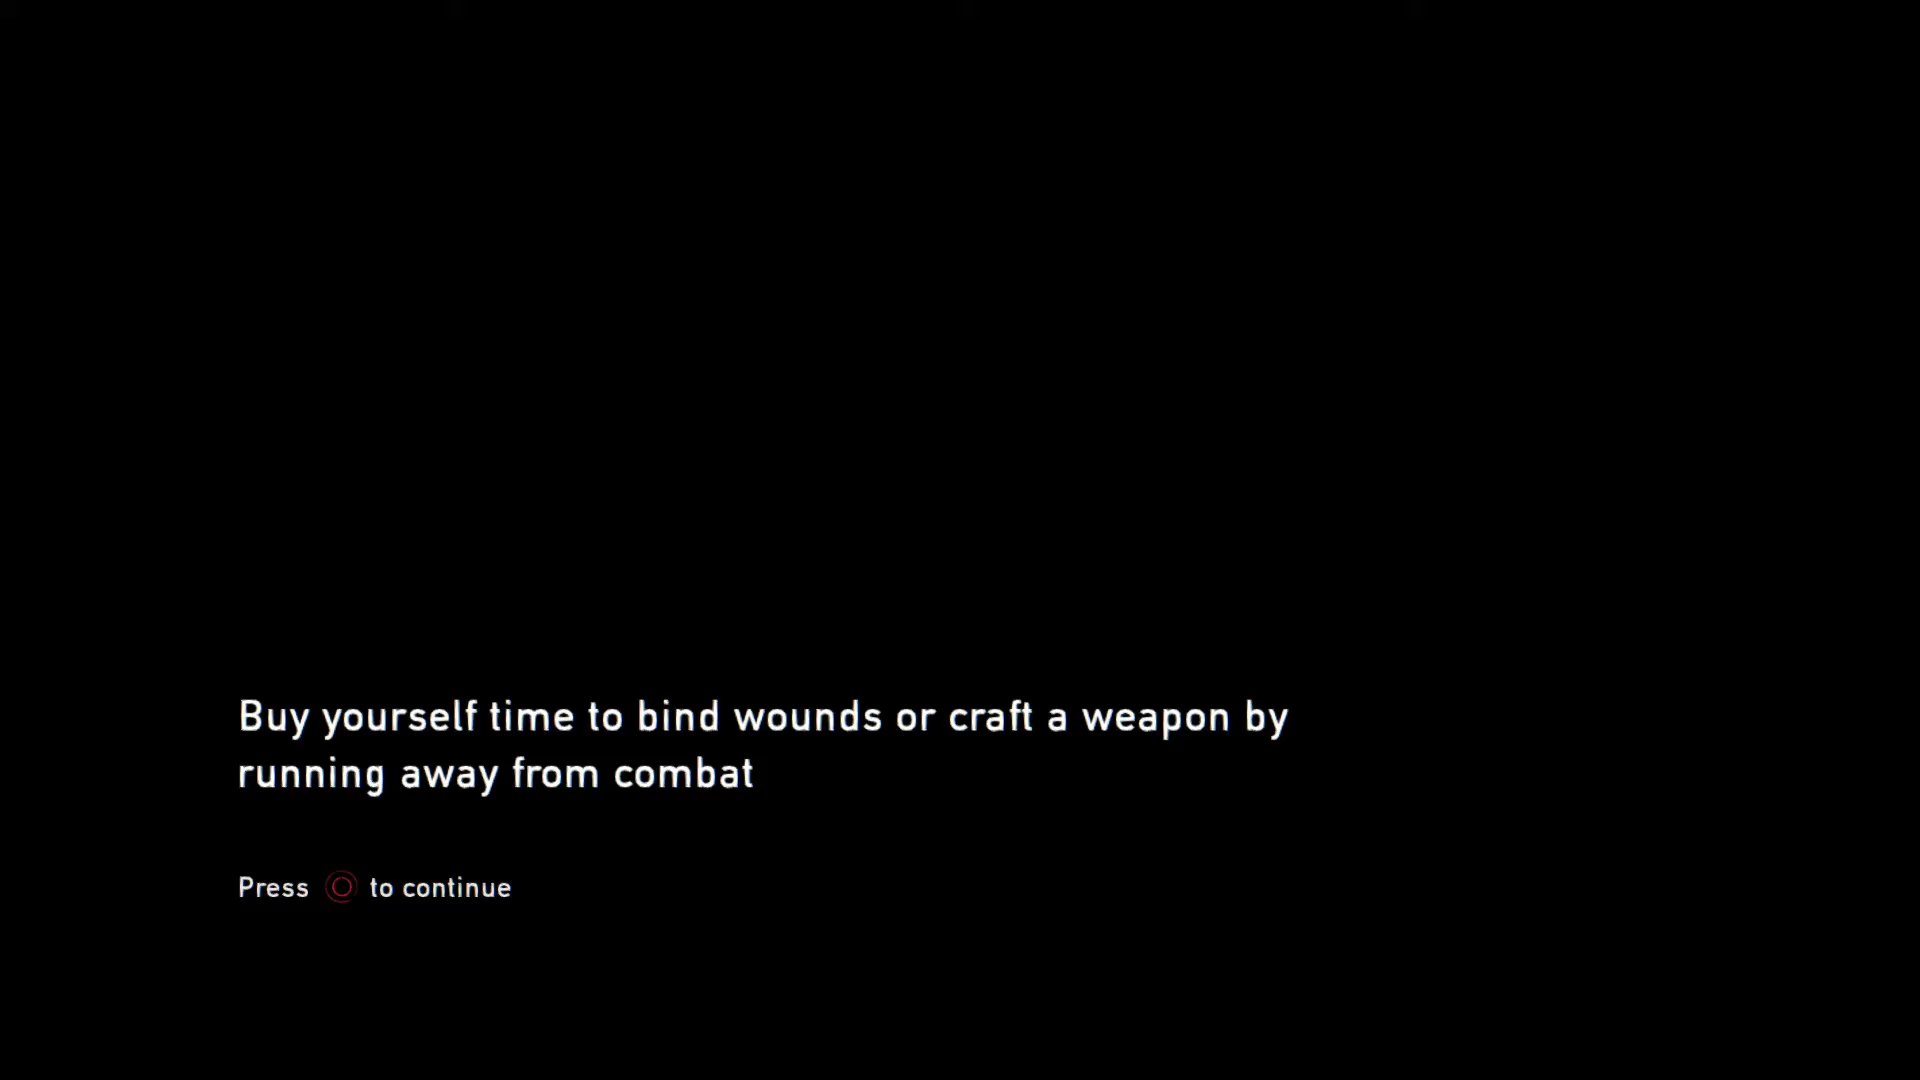 Buy yourself time to bind wounds or craft a weapon by
running away from combat
Press to continue